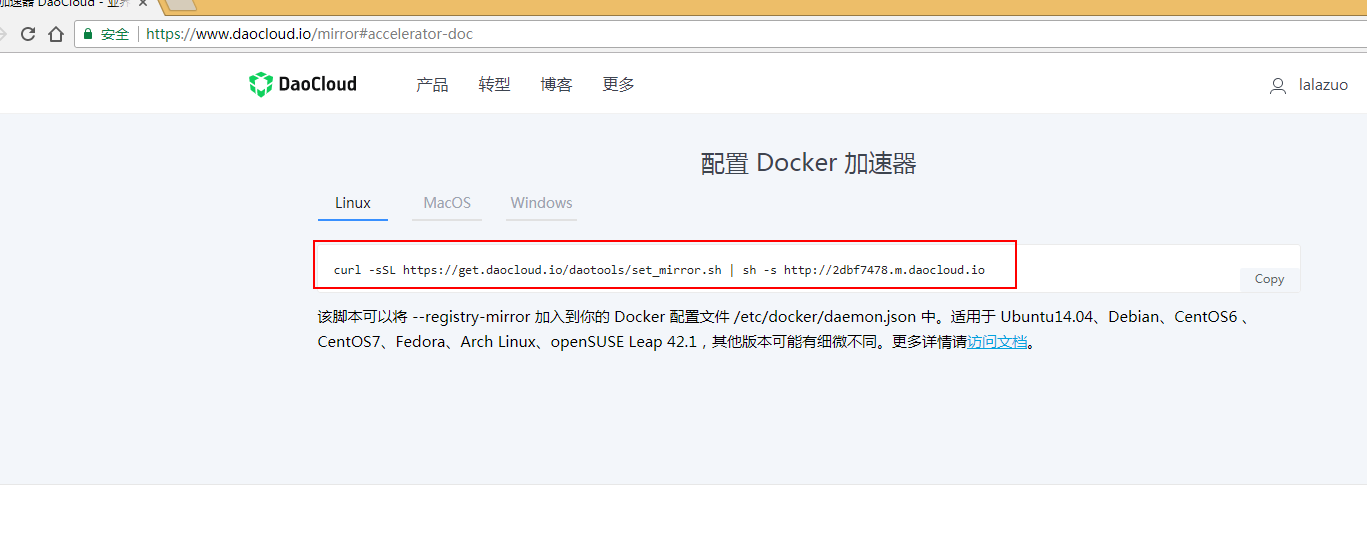 加速器 DaoCloud - 业界
安全 https://www.daocloud.io/mirror#accelerator-doc
DaoCloud 产品 转型 博客 更多 lalazuo
配置 Docker 加速器
Linux MacOS Windows
curl -sSL https://get.daocloud.io/daotools/set_mirror.sh | sh -s http://2dbf7478.m.daocloud.io
Copy
该脚本可以将 --registry-mirror 加入到你的 Docker 配置文件 /etc/docker/daemon.json 中。适用于 Ubuntu14.04、Debian、CentOS6 、
CentOS7、Fedora、Arch Linux、openSUSE Leap 42.1，其他版本可能有细微不同。更多详情请访问文档。